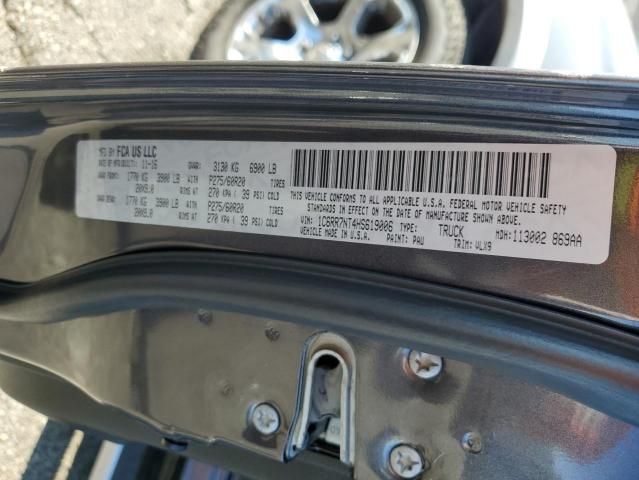 MFD BY FCA US LLC
DATE OF MFR/BUILT: 11-16 GVWR: 3130 KG 6900 LB
GAWR FRONT: 1770 KG 3900 LB WITH P275/60R20 TIRES
20X9.0 RIMS AT 270 KPA ( 39 PSI) COLD
GAWR REAR: 1770 KG 3900 LB WITH P275/60R20 TIRES
20X9.0 RIMS AT 270 KPA ( 39 PSI) COLD
THIS VEHICLE CONFORMS TO ALL APPLICABLE U.S.A. FEDERAL MOTOR VEHICLE SAFETY
STANDARDS IN EFFECT ON THE DATE OF MANUFACTURE SHOWN ABOVE.
VIN: 1C6RR7NT4HS619006 TYPE: TRUCK MDH: 113002 869AA
MADE IN U.S.A. PAINT: PAU TRIM: VLX9